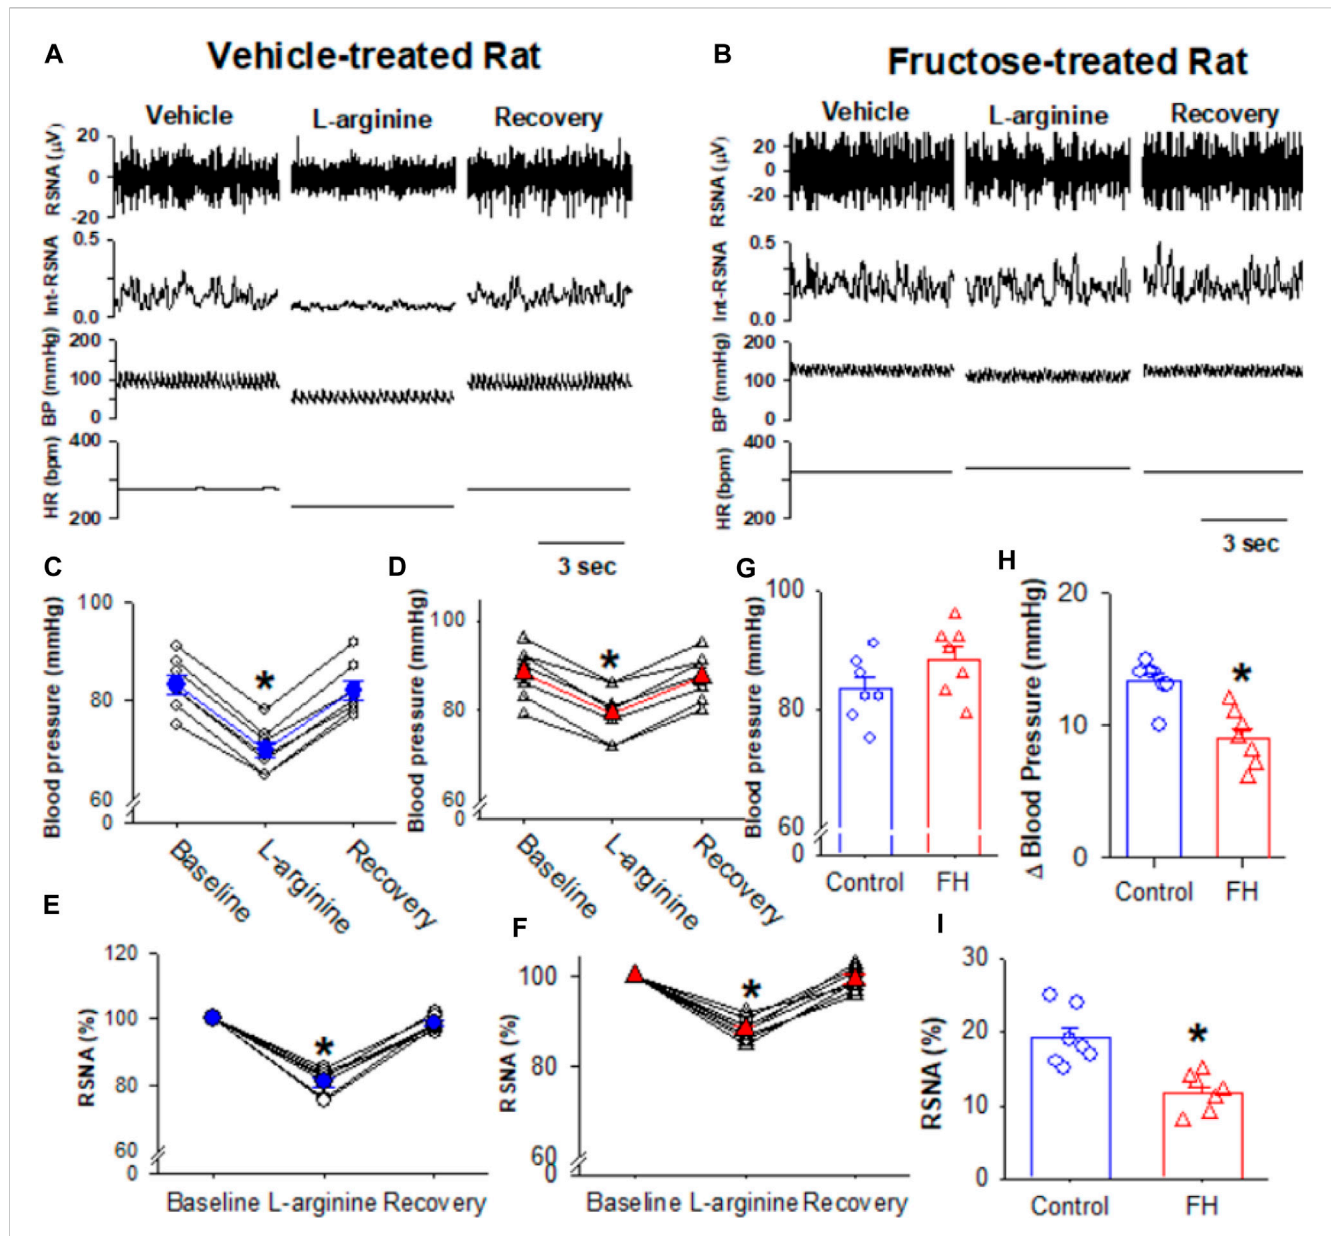 A
Vehicle-treated Rat
Vehicle
L-arginine
Recovery
RSNA (µV)
20
0
-20
Int-RSNA
0.5
0.0
BP (mmHg)
200
100
0
HR (bpm)
400
200
3 sec
B
Fructose-treated Rat
Vehicle
L-arginine
Recovery
RSNA (µV)
20
0
-20
Int-RSNA
0.5
0.0
BP (mmHg)
200
100
0
HR (bpm)
400
200
3 sec
C
Blood pressure (mmHg)
100
80
60
0
*
Baseline
L-arginine
Recovery
D
Blood pressure (mmHg)
100
80
60
0
*
Baseline
L-arginine
Recovery
G
Blood pressure (mmHg)
100
80
60
0
Control
FH
H
Δ Blood Pressure (mmHg)
20
10
0
*
Control
FH
E
RSNA (%)
120
100
80
60
0
*
Baseline L-arginine Recovery
F
RSNA (%)
100
80
60
0
*
Baseline L-arginine Recovery
I
RSNA (%)
30
20
10
0
*
Control
FH